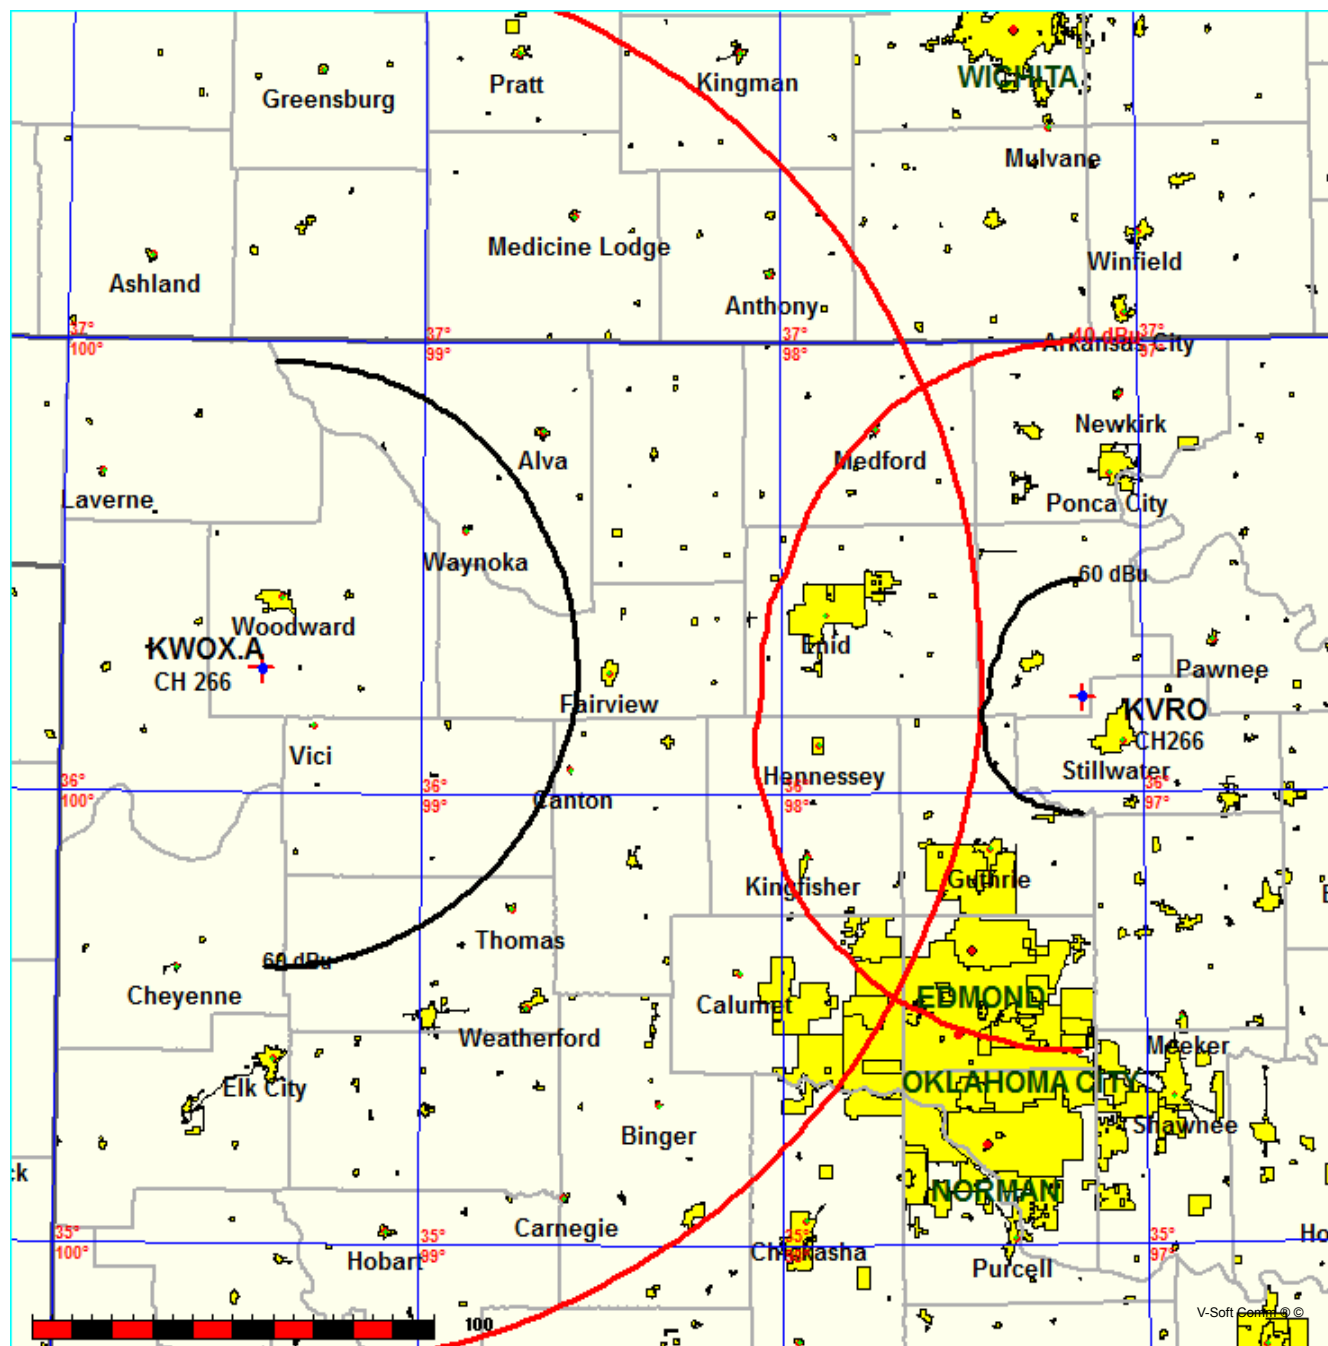 WICHITA
Pratt
Kingman
Greensburg
Mulvane
Medicine Lodge
Winfield
Ashland
Anthony
37°
100°
37°
99°
37°
98°
40 dBu
37°
97°
Arkansas City
Newkirk
Alva
Medford
Laverne
Ponca City
Waynoka
60 dBu
Woodward
Enid
KWOX.A
CH 266
Pawnee
Fairview
KVRO
CH266
Vici
Stillwater
Hennessey
36°
100°
36°
99°
36°
98°
36°
97°
Canton
Kingfisher
Guthrie
Thomas
60 dBu
Cheyenne
Calumet
EDMOND
Weatherford
Meeker
Elk City
OKLAHOMA CITY
Shawnee
Binger
ck
NORMAN
Carnegie
35°
100°
35°
99°
35°
35°
97°
Hobart
Chickasha
Purcell
Ho
100
V-Soft Comm ® ©